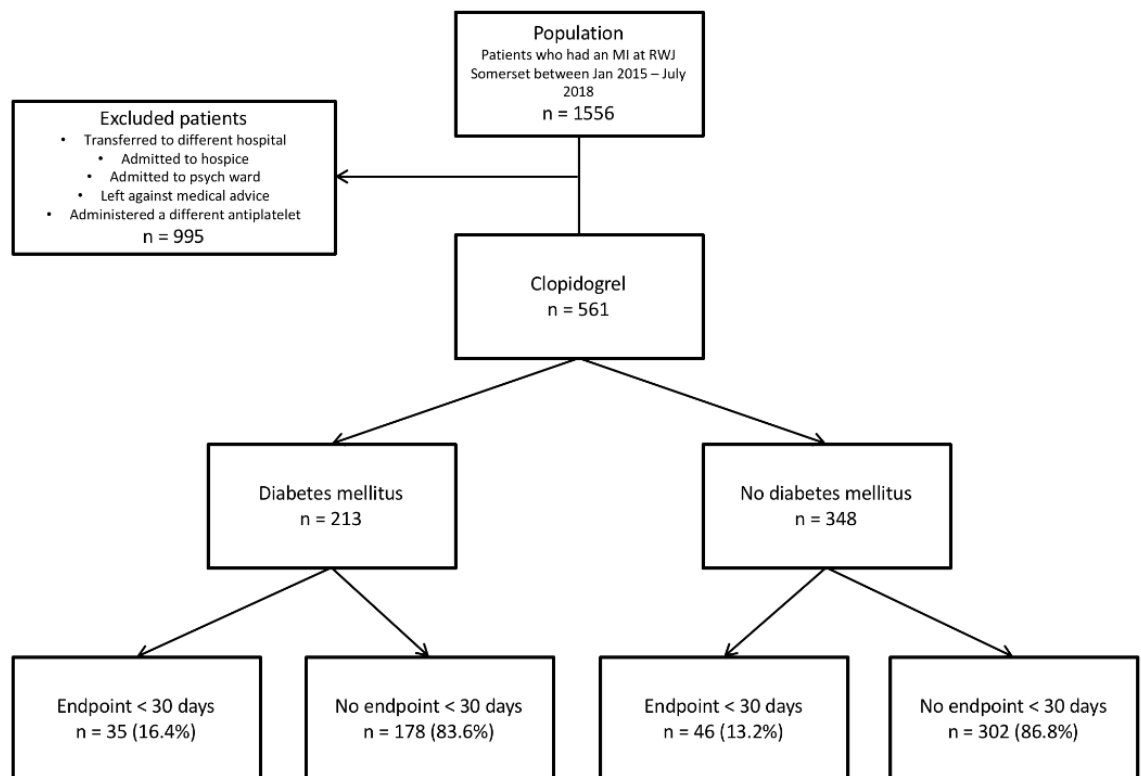 Population
Patients who had an MI at RWJ
Somerset between Jan 2015 – July
2018
n = 1556
Excluded patients
• Transferred to different hospital
• Admitted to hospice
• Admitted to psych ward
• Left against medical advice
• Administered a different antiplatelet
n = 995
Clopidogrel
n = 561
Diabetes mellitus
n = 213
No diabetes mellitus
n = 348
Endpoint < 30 days
n = 35 (16.4%)
No endpoint < 30 days
n = 178 (83.6%)
Endpoint < 30 days
n = 46 (13.2%)
No endpoint < 30 days
n = 302 (86.8%)